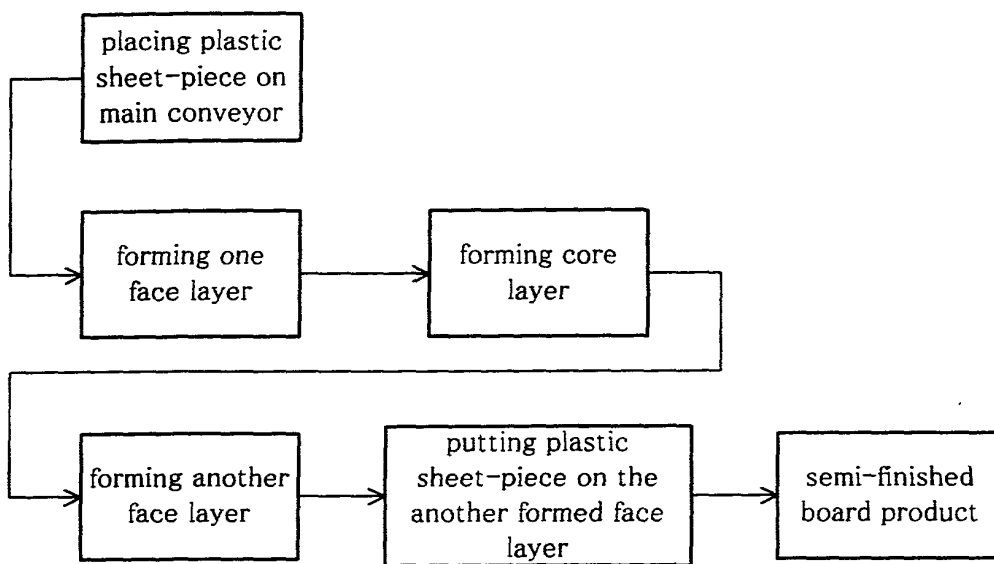 placing plastic
sheet-piece on
main conveyor
forming one
face layer
forming core
layer
forming another
face layer
putting plastic
sheet-piece on the
another formed face
layer
semi-finished
board product